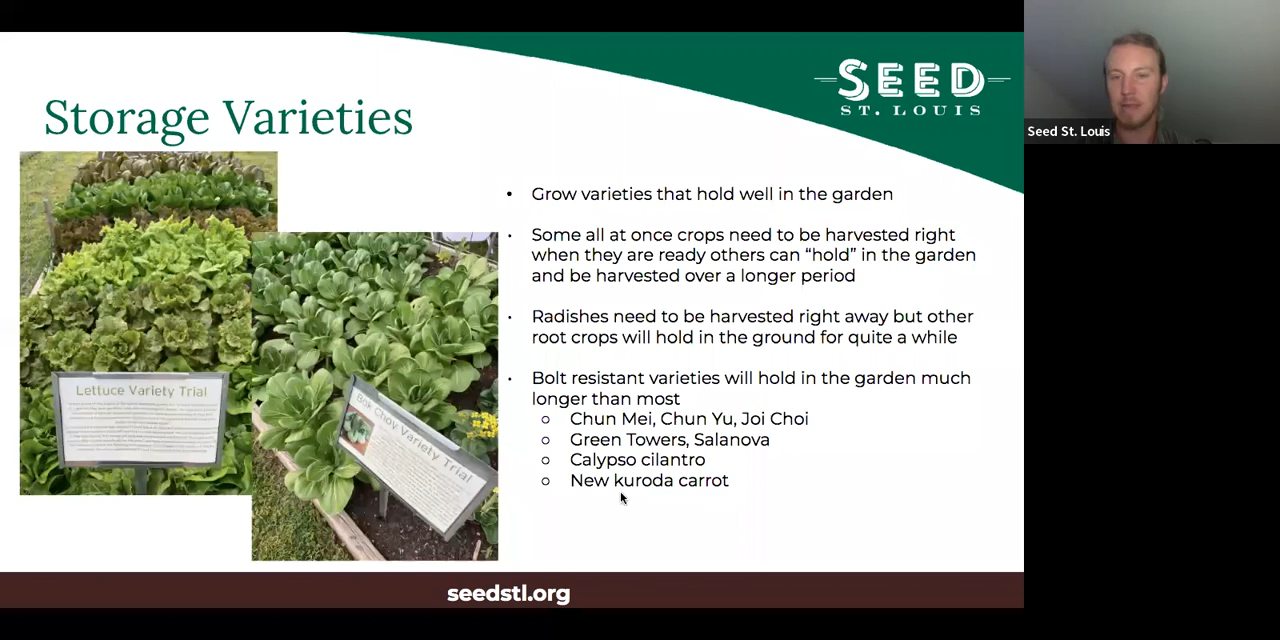 SEED
ST. LOUIS
Seed St. Louis
Storage Varieties
• Grow varieties that hold well in the garden
• Some all at once crops need to be harvested right
when they are ready others can “hold” in the garden
and be harvested over a longer period
• Radishes need to be harvested right away but other
root crops will hold in the ground for quite a while
• Bolt resistant varieties will hold in the garden much
longer than most
○ Chun Mei, Chun Yu, Joi Choi
○ Green Towers, Salanova
○ Calypso cilantro
○ New kuroda carrot
Lettuce Variety Trial
Bok Choy Variety Trial
seedstl.org